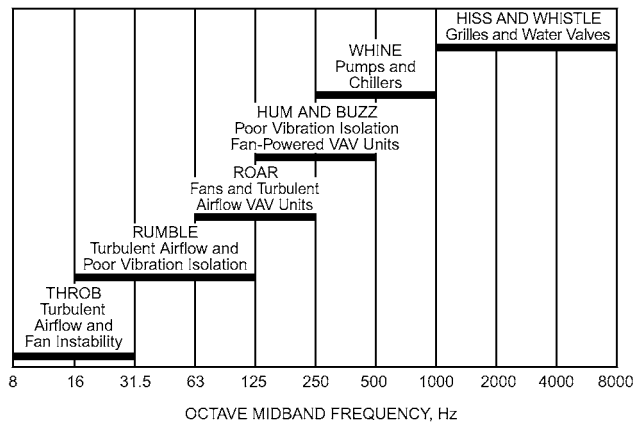 HISS AND WHISTLE
Grilles and Water Valves
WHINE
Pumps and
Chillers
HUM AND BUZZ
Poor Vibration Isolation
Fan-Powered VAV Units
ROAR
Fans and Turbulent
Airflow VAV Units
RUMBLE
Turbulent Airflow and
Poor Vibration Isolation
THROB
Turbulent
Airflow and
Fan Instability
8 16 31.5 63 125 250 500 1000 2000 4000 8000
OCTAVE MIDBAND FREQUENCY, Hz